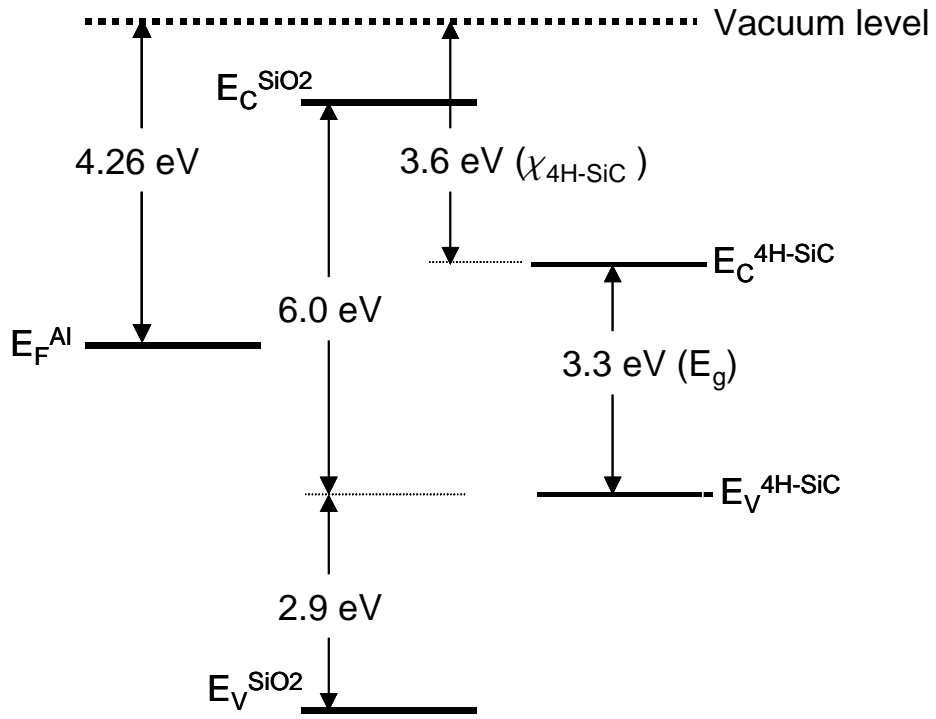 Vacuum level
E_C^SiO2
4.26 eV
3.6 eV (χ_4H-SiC)
E_C^4H-SiC
6.0 eV
E_F^Al
3.3 eV (E_g)
E_V^4H-SiC
2.9 eV
E_V^SiO2